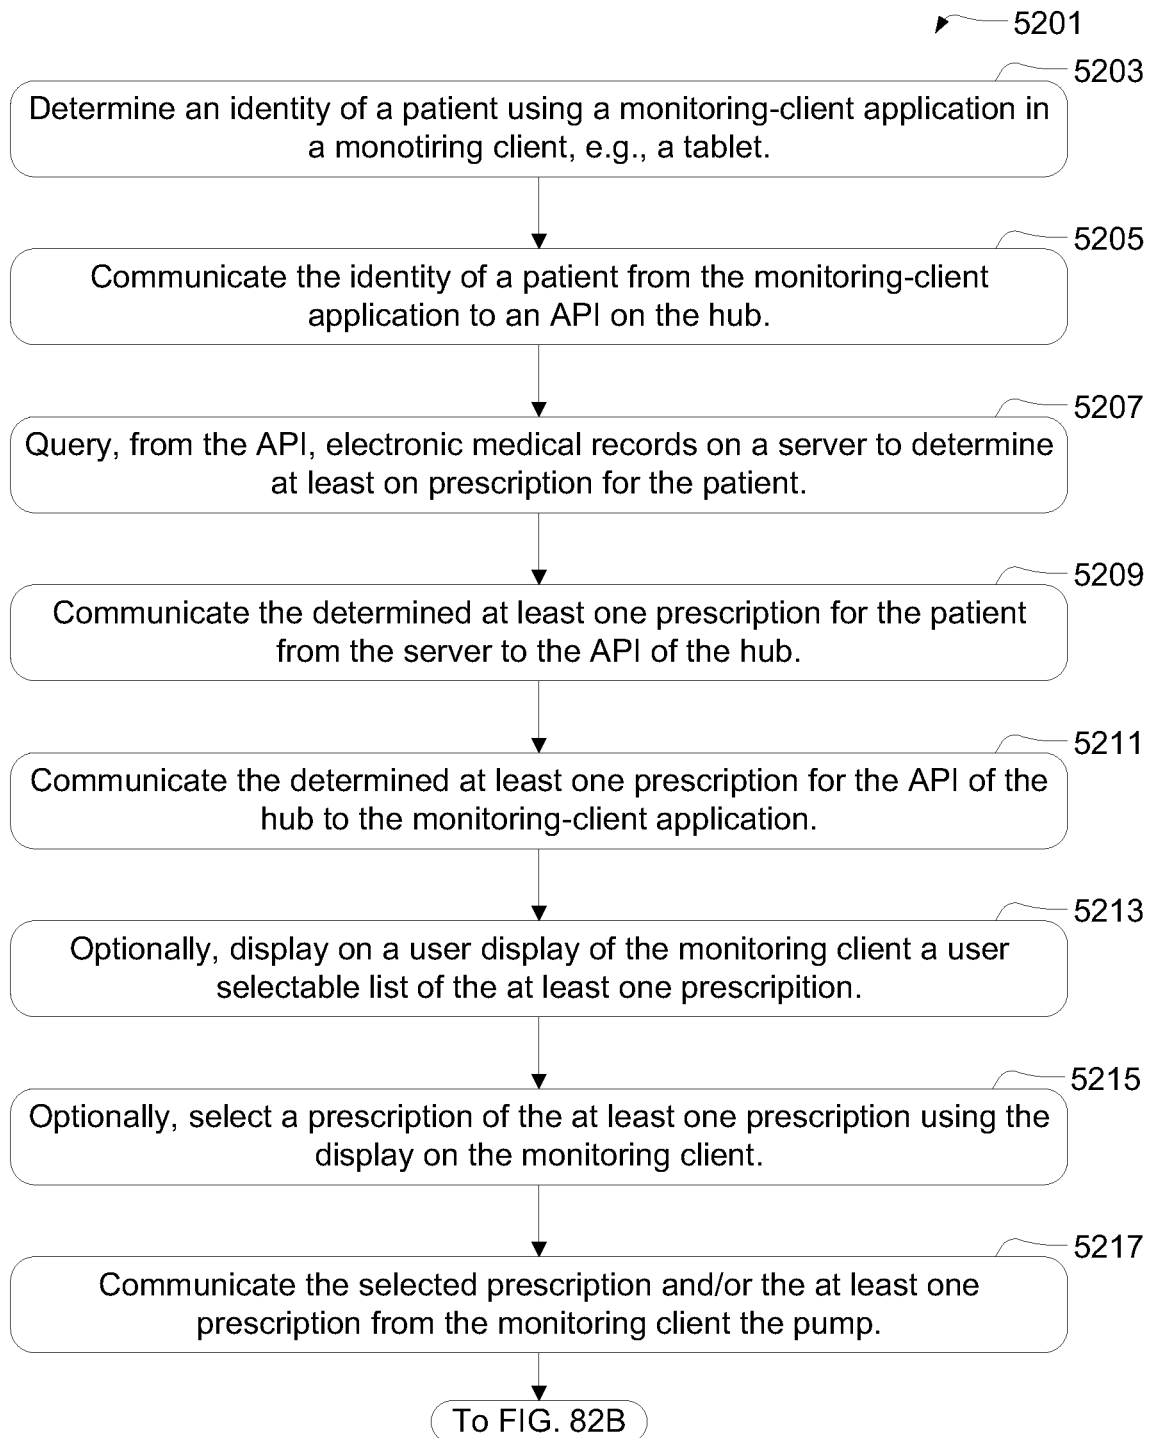 5201
5203
Determine an identity of a patient using a monitoring-client application in
a monotiring client, e.g., a tablet.
5205
Communicate the identity of a patient from the monitoring-client
application to an API on the hub.
5207
Query, from the API, electronic medical records on a server to determine
at least on prescription for the patient.
5209
Communicate the determined at least one prescription for the patient
from the server to the API of the hub.
5211
Communicate the determined at least one prescription for the API of the
hub to the monitoring-client application.
5213
Optionally, display on a user display of the monitoring client a user
selectable list of the at least one prescripition.
5215
Optionally, select a prescription of the at least one prescription using the
display on the monitoring client.
5217
Communicate the selected prescription and/or the at least one
prescription from the monitoring client the pump.
To FIG. 82B